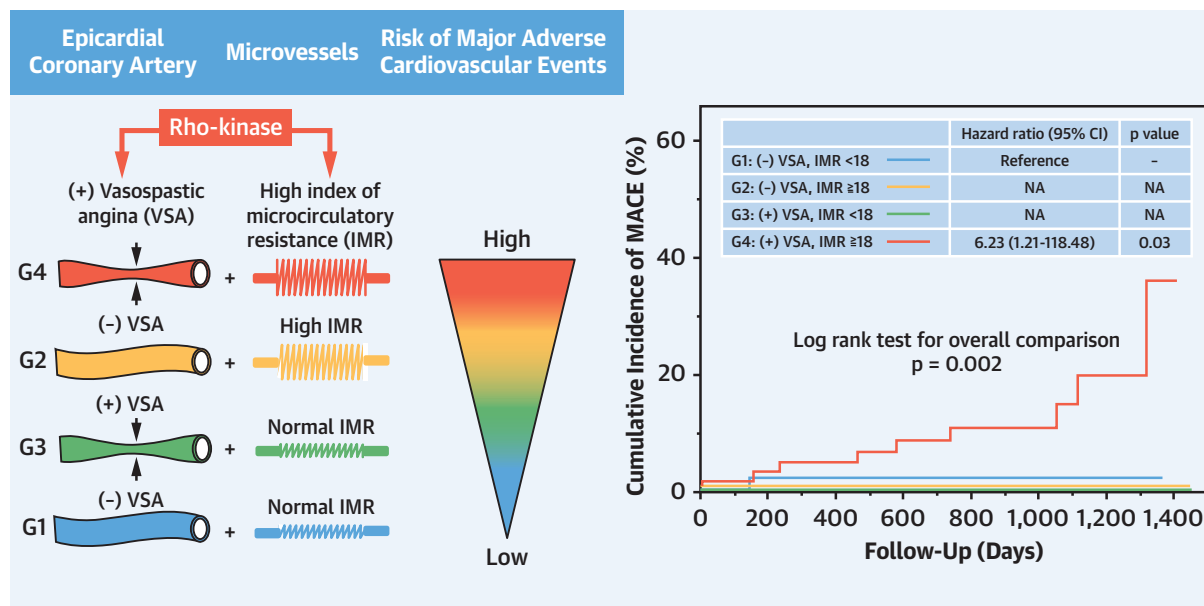 Epicardial
Coronary Artery
Microvessels
Risk of Major Adverse
Cardiovascular Events
Rho-kinase
(+) Vasospastic
angina (VSA)
High index of
microcirculatory
resistance (IMR)
G4
+
(–) VSA
High IMR
G2
+
(+) VSA
Normal IMR
G3
+
(–) VSA
Normal IMR
G1
+
High
Low
Cumulative Incidence of MACE (%)
60
40
20
0
Hazard ratio (95% CI) p value
G1: (–) VSA, IMR <18 Reference –
G2: (–) VSA, IMR ≧18 NA NA
G3: (+) VSA, IMR <18 NA NA
G4: (+) VSA, IMR ≧18 6.23 (1.21-118.48) 0.03
Log rank test for overall comparison
p = 0.002
0 200 400 600 800 1,000 1,200 1,400
Follow-Up (Days)